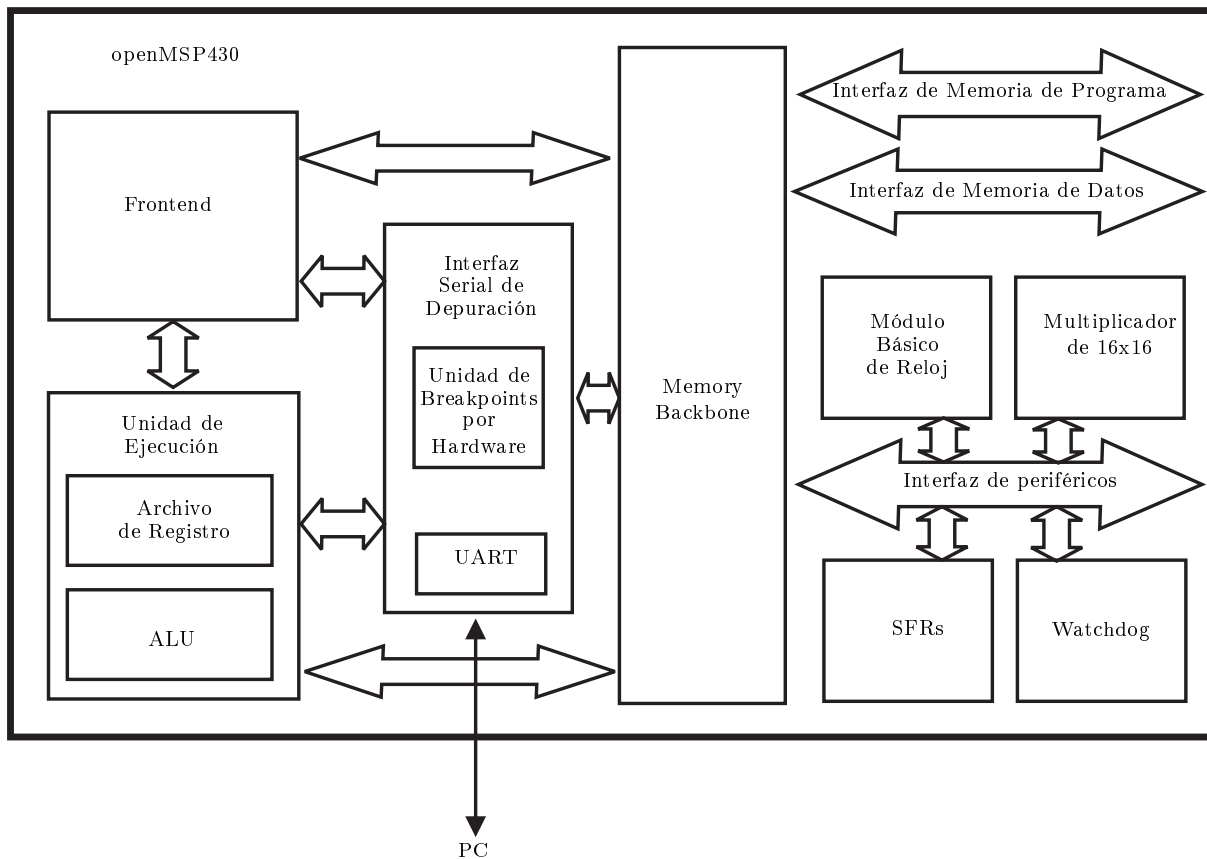 openMSP430
Frontend
Interfaz
Serial de
Depuración
Unidad de
Breakpoints
por
Hardware
UART
Unidad de
Ejecución
Archivo
de Registro
ALU
Memory
Backbone
Interfaz de Memoria de Programa
Interfaz de Memoria de Datos
Módulo
Básico
de Reloj
Multiplicador
de 16x16
Interfaz de periféricos
SFRs
Watchdog
PC